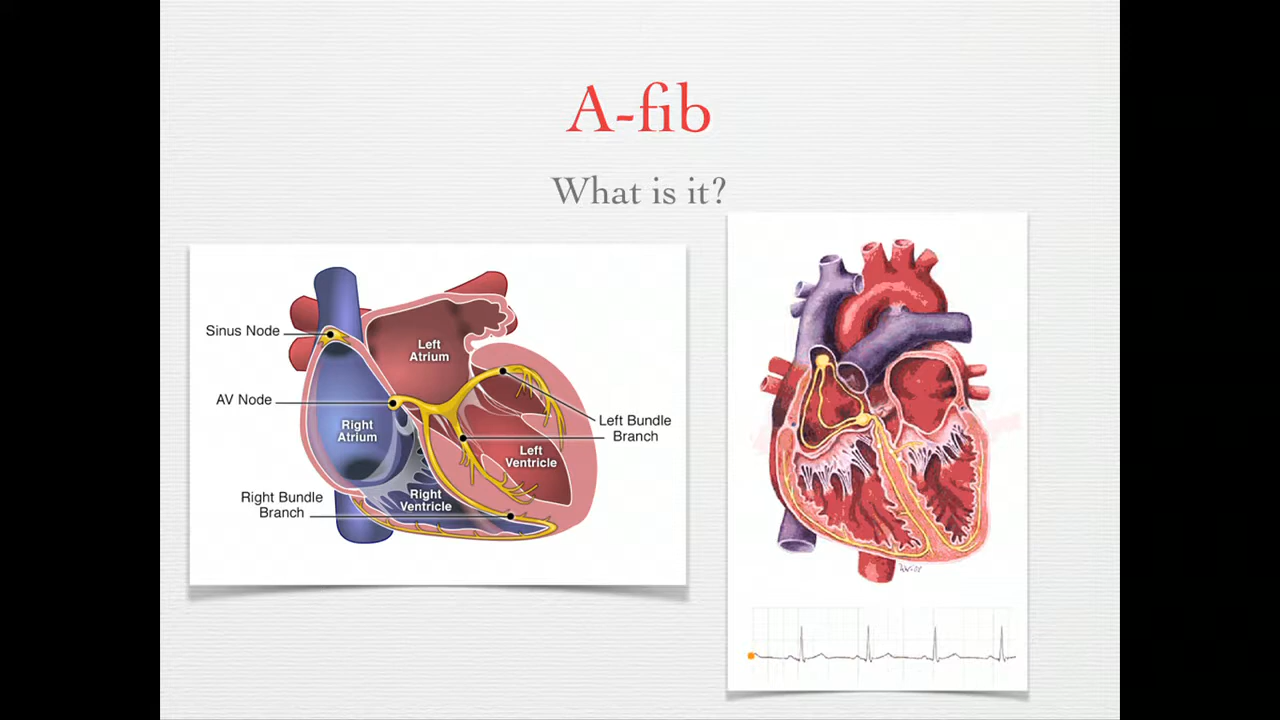 A-fib
What is it?
Sinus Node
AV Node
Left
Atrium
Right
Atrium
Left Bundle
Branch
Left
Ventricle
Right Bundle
Branch
Right
Ventricle